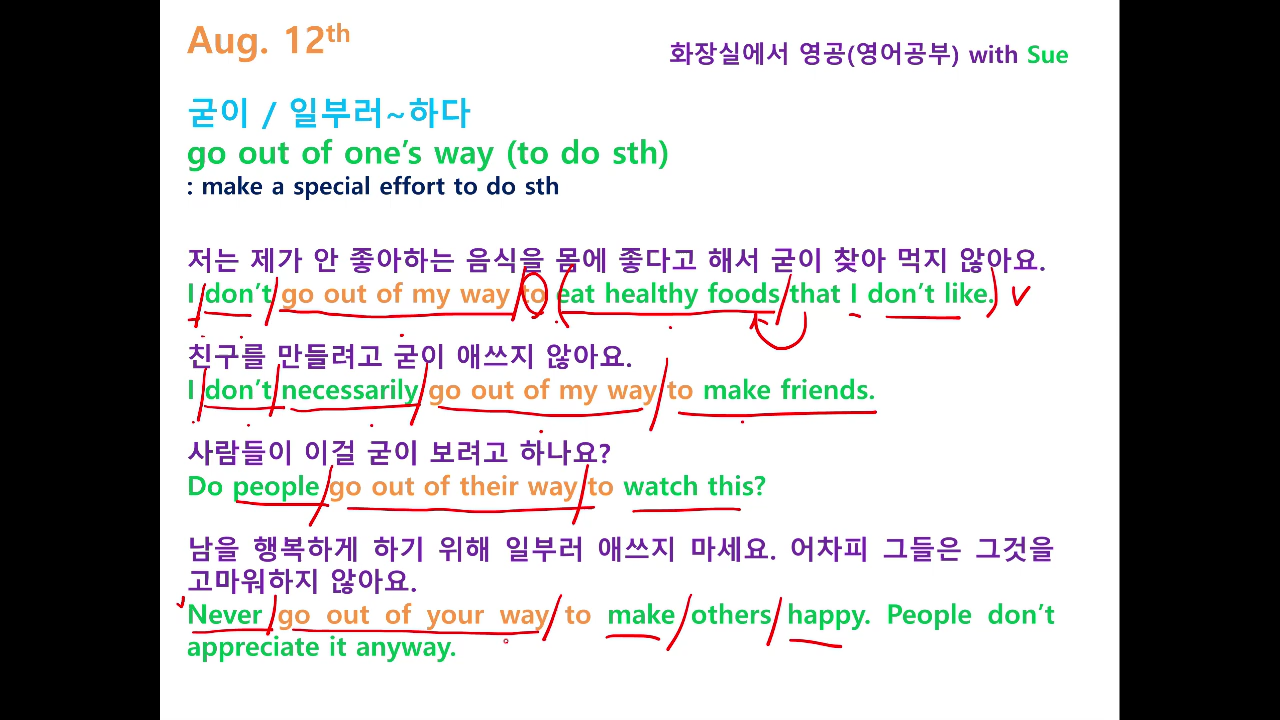 Aug. 12th
화장실에서 영공(영어공부) with Sue
굳이 / 일부러~하다
go out of one's way (to do sth)
: make a special effort to do sth
저는 제가 안 좋아하는 음식을 몸에 좋다고 해서 굳이 찾아 먹지 않아요.
I don't go out of my way to eat healthy foods that I don't like.
친구를 만들려고 굳이 애쓰지 않아요.
I don't necessarily go out of my way to make friends.
사람들이 이걸 굳이 보려고 하나요?
Do people go out of their way to watch this?
남을 행복하게 하기 위해 일부러 애쓰지 마세요. 어차피 그들은 그것을
고마워하지 않아요.
Never go out of your way to make others happy. People don't
appreciate it anyway.